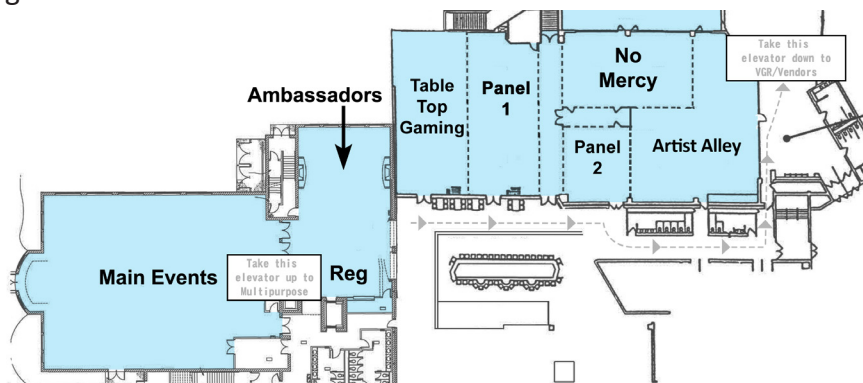 g
Ambassadors
Table
Top
Gaming
Panel
1
No
Mercy
Panel
2
Artist Alley
Take this
elevator down to
VGR/Vendors
Main Events
Take this
elevator up to
Multipurpose
Reg